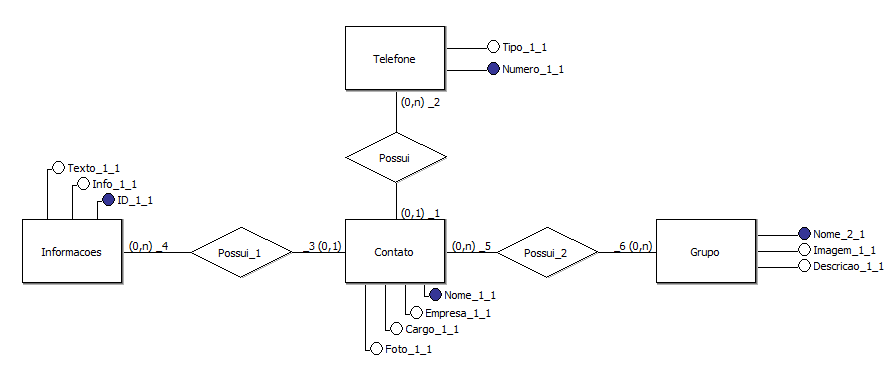 Telefone
Tipo_1_1
Numero_1_1
(0,n) _2
Possui
(0,1) _1
Texto_1_1
Info_1_1
ID_1_1
Informacoes
(0,n) _4
Possui_1
_3 (0,1)
Contato
(0,n) _5
Possui_2
_6 (0,n)
Grupo
Nome_2_1
Imagem_1_1
Descricao_1_1
Nome_1_1
Empresa_1_1
Cargo_1_1
Foto_1_1